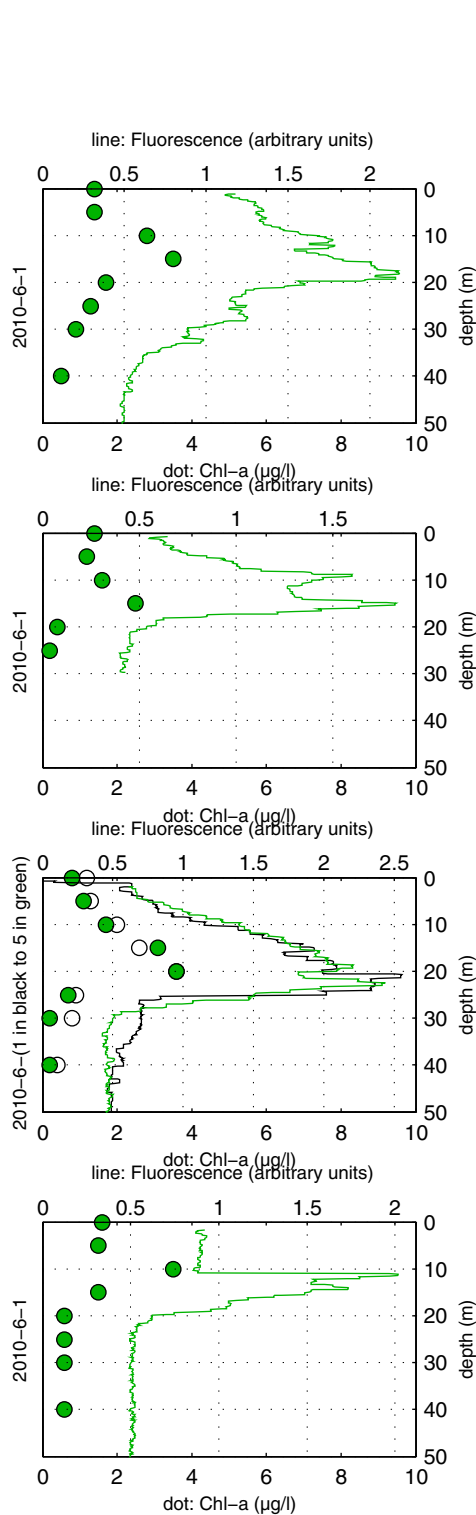 line: Fluorescence (arbitrary units)
0 0.5 1 1.5 2
0
10
20
30
40
50
depth (m)
2010−6−1
0 2 4 6 8 10
dot: Chl−a (µg/l)
line: Fluorescence (arbitrary units)
0 0.5 1 1.5
0
10
20
30
40
50
depth (m)
2010−6−1
0 2 4 6 8 10
dot: Chl−a (µg/l)
line: Fluorescence (arbitrary units)
0 0.5 1 1.5 2 2.5
0
10
20
30
40
50
depth (m)
2010−6−(1 in black to 5 in green)
0 2 4 6 8 10
dot: Chl−a (µg/l)
line: Fluorescence (arbitrary units)
0 0.5 1 1.5 2
0
10
20
30
40
50
depth (m)
2010−6−1
0 2 4 6 8 10
dot: Chl−a (µg/l)